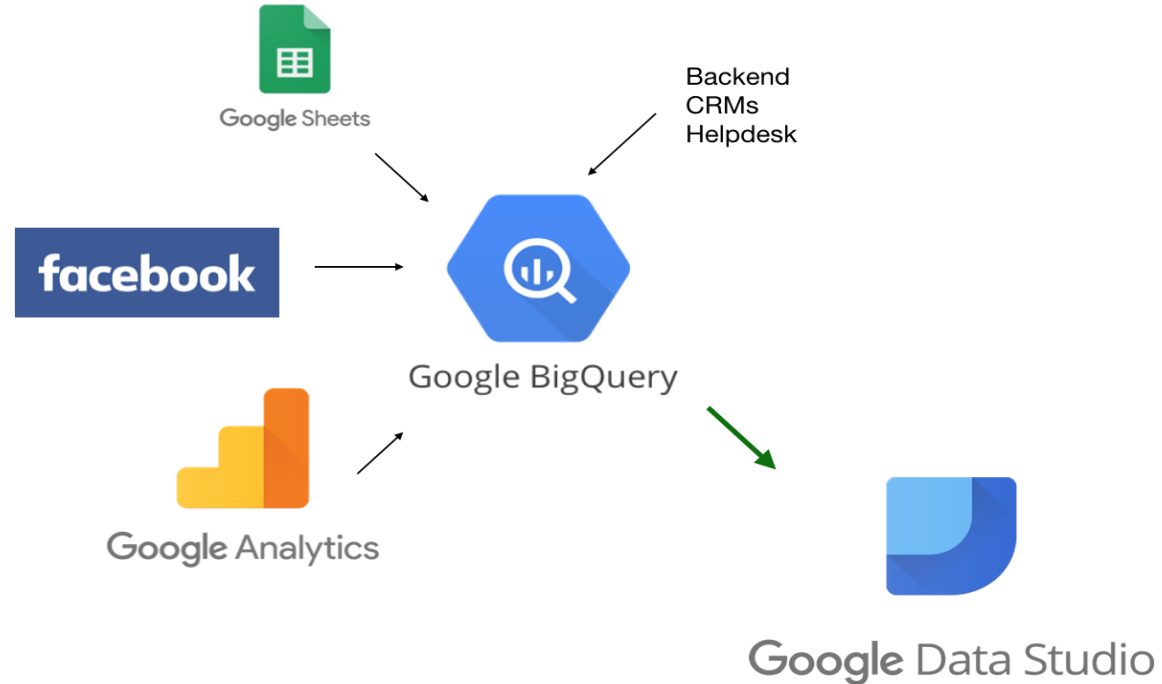 Google Sheets
Backend
CRMs
Helpdesk
facebook
Google BigQuery
Google Analytics
Google Data Studio